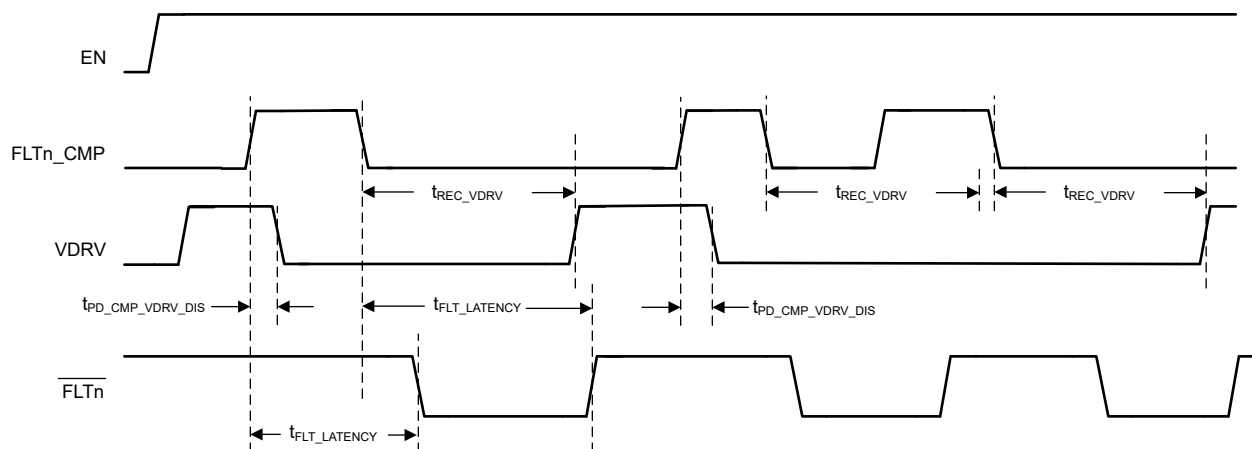 EN
FLTn_CMP
tREC_VDRV
tREC_VDRV
tREC_VDRV
VDRV
tPD_CMP_VDRV_DIS
tFLT_LATENCY
tPD_CMP_VDRV_DIS
FLTn
tFLT_LATENCY